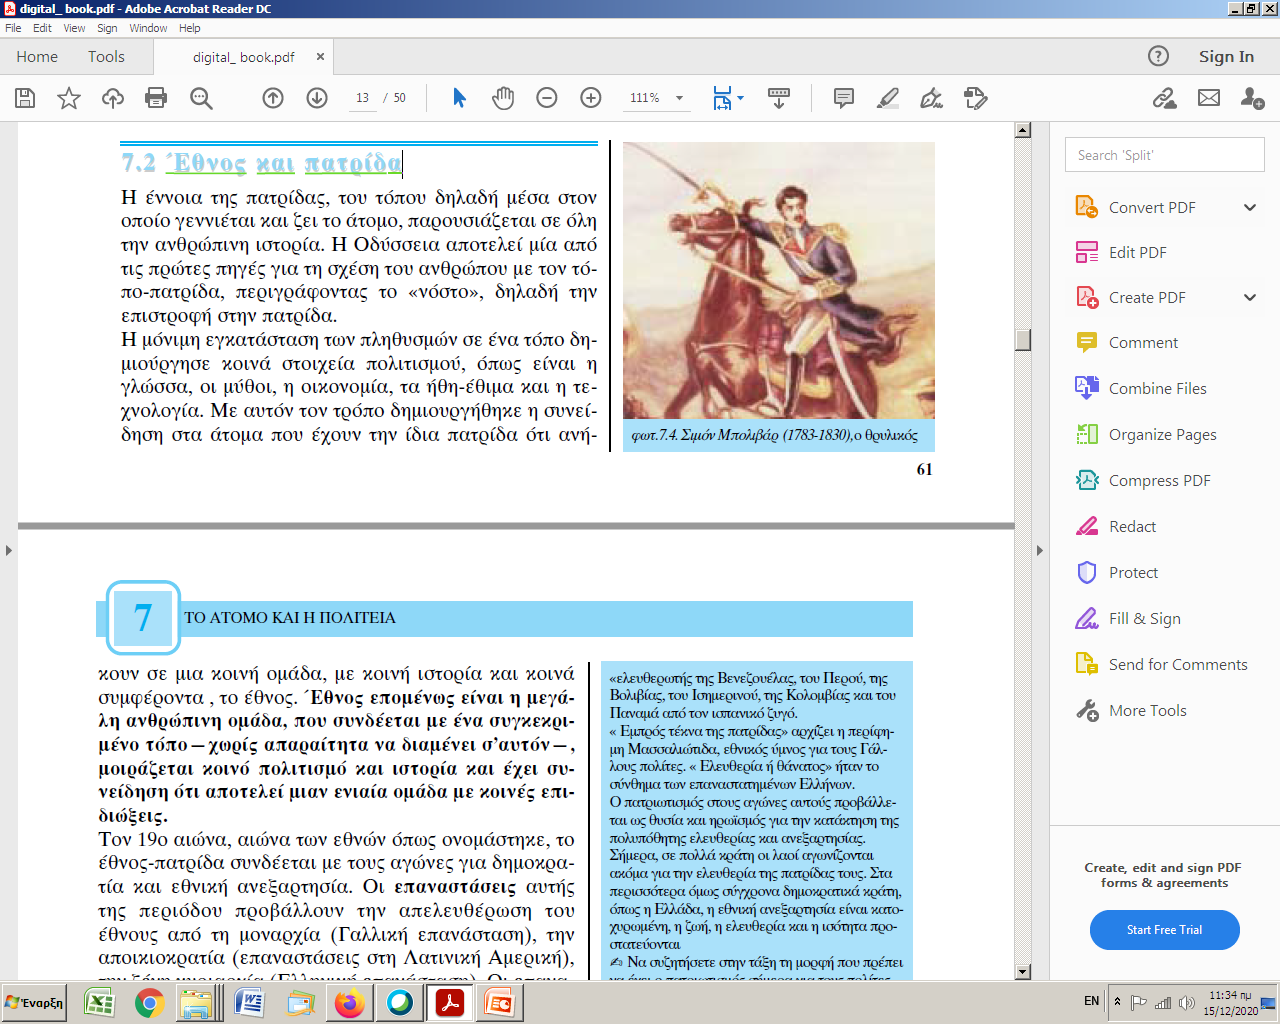 digital_ book.pdf - Adobe Acrobat Reader DC
File Edit View Sign Window Help
Home Tools digital_ book.pdf × Sign In
13 / 50 111%
7.2 Έθνος και πατρίδα
Η έννοια της πατρίδας, του τόπου δηλαδή μέσα στον
οποίο γεννιέται και ζει το άτομο, παρουσιάζεται σε όλη
την ανθρώπινη ιστορία. Η Οδύσσεια αποτελεί μία από
τις πρώτες πηγές για τη σχέση του ανθρώπου με τον τό-
πο-πατρίδα, περιγράφοντας το «νόστο», δηλαδή την
επιστροφή στην πατρίδα.
Η μόνιμη εγκατάσταση των πληθυσμών σε ένα τόπο δη-
μιούργησε κοινά στοιχεία πολιτισμού, όπως είναι η
γλώσσα, οι μύθοι, η οικονομία, τα ήθη-έθιμα και η τε-
χνολογία. Με αυτόν τον τρόπο δημιουργήθηκε η συνεί-
δηση στα άτομα που έχουν την ίδια πατρίδα ότι ανή-
φωτ.7.4. Σιμόν Μπολιβάρ (1783-1830),ο θρυλικός
61
7 ΤΟ ΑΤΟΜΟ ΚΑΙ Η ΠΟΛΙΤΕΙΑ
κουν σε μια κοινή ομάδα, με κοινή ιστορία και κοινά
συμφέροντα , το έθνος. Έθνος επομένως είναι η μεγά-
λη ανθρώπινη ομάδα, που συνδέεται με ένα συγκεκρι-
μένο τόπο—χωρίς απαραίτητα να διαμένει σ’αυτόν—,
μοιράζεται κοινό πολιτισμό και ιστορία και έχει συ-
νείδηση ότι αποτελεί μιαν ενιαία ομάδα με κοινές επι-
διώξεις.
Τον 19ο αιώνα, αιώνα των εθνών όπως ονομάστηκε, το
έθνος-πατρίδα συνδέεται με τους αγώνες για δημοκρα-
τία και εθνική ανεξαρτησία. Οι επαναστάσεις αυτής
της περιόδου προβάλλουν την απελευθέρωση του
έθνους από τη μοναρχία (Γαλλική επανάσταση), την
αποικιοκρατία (επαναστάσεις στη Λατινική Αμερική),
«ελευθερωτής της Βενεζουέλας, του Περού, της
Βολιβίας, του Ισημερινού, της Κολομβίας και του
Παναμά από τον ισπανικό ζυγό.
« Εμπρός τέκνα της πατρίδας» αρχίζει η περίφη-
μη Μασσαλιώτιδα, εθνικός ύμνος για τους Γάλ-
λους πολίτες. « Ελευθερία ή θάνατος» ήταν το
σύνθημα των επαναστατημένων Ελλήνων.
Ο πατριωτισμός στους αγώνες αυτούς προβάλλε-
ται ως θυσία και ηρωϊσμός για την κατάκτηση της
πολυπόθητης ελευθερίας και ανεξαρτησίας.
Σήμερα, σε πολλά κράτη οι λαοί αγωνίζονται
ακόμα για την ελευθερία της πατρίδας τους. Στα
περισσότερα όμως σύγχρονα δημοκρατικά κράτη,
όπως η Ελλάδα, η εθνική ανεξαρτησία είναι κατο-
χυρωμένη, η ζωή, η ελευθερία και η ισότητα προ-
στατεύονται
✍ Να συζητήσετε στην τάξη τη μορφή που πρέπει
Search 'Split'
Convert PDF
Edit PDF
Create PDF
Comment
Combine Files
Organize Pages
Compress PDF
Redact
Protect
Fill & Sign
Send for Comments
More Tools
Create, edit and sign PDF
forms & agreements
Start Free Trial
Έναρξη EN 11:34 πμ
15/12/2020